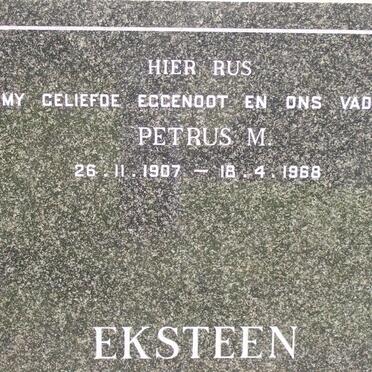 HIER RUS
MY GELIEFDE EGGENOOT EN ONS VAD
PETRUS M.
26.11.1907 — 18.4.1968
EKSTEEN